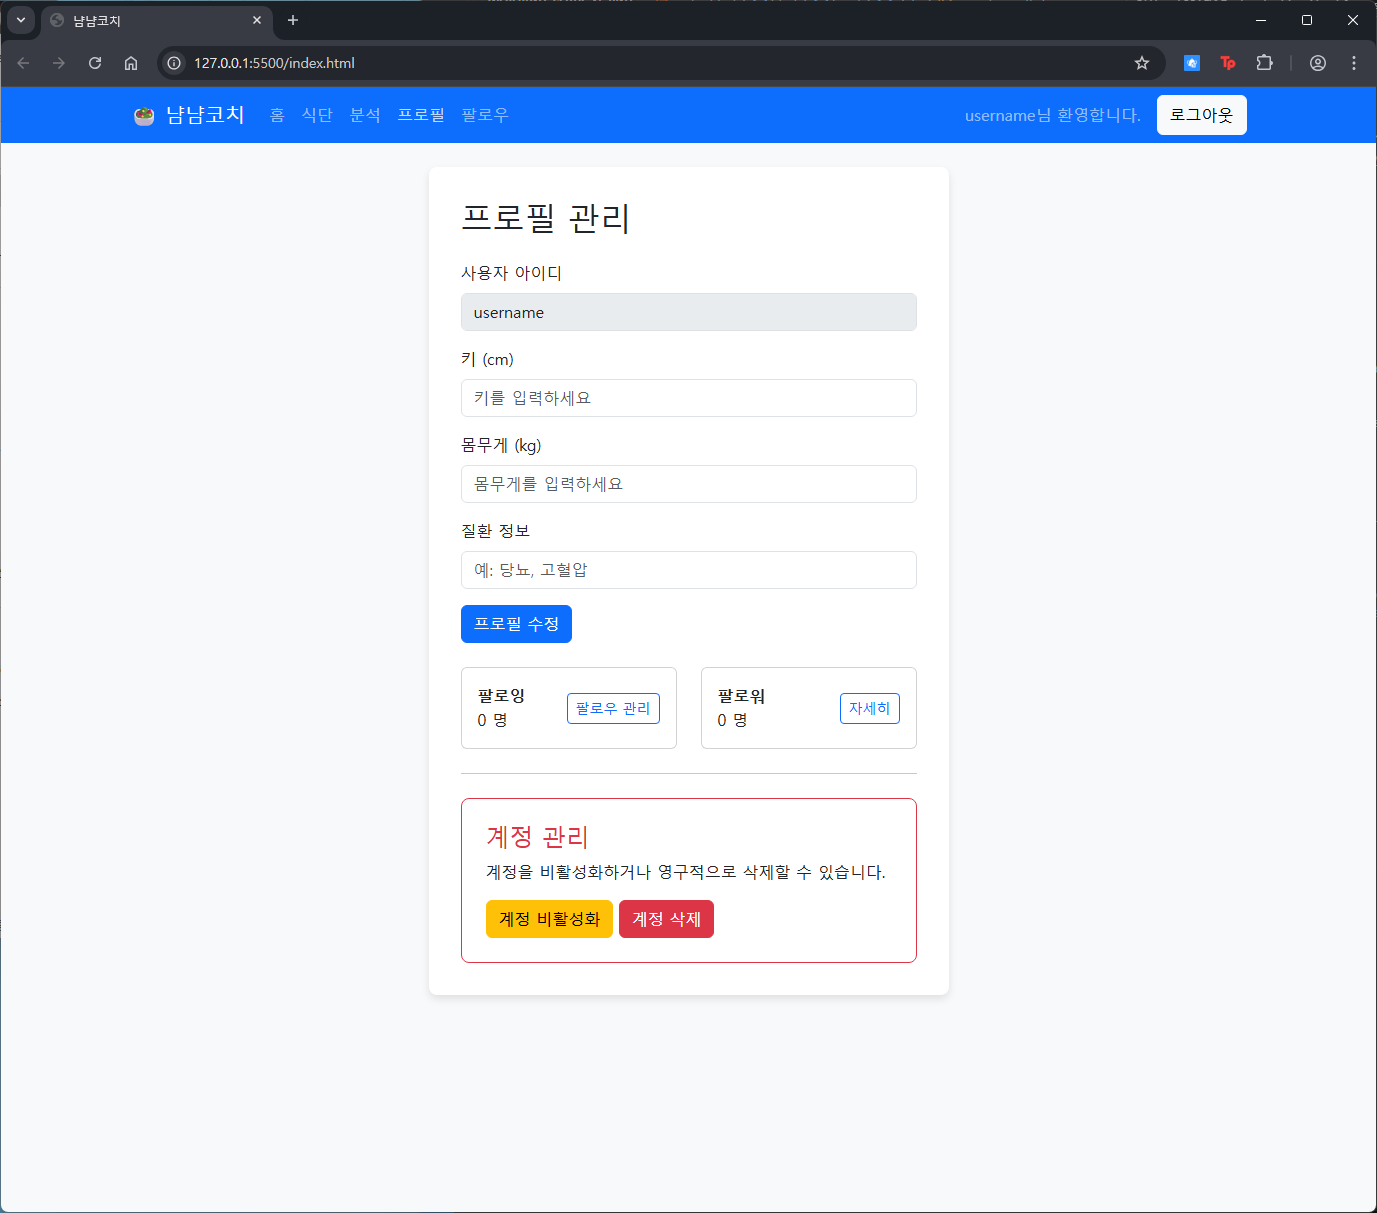 냠냠코치
127.0.0.1:5500/index.html
Tp
냠냠코치 홈 식단 분석 프로필 팔로우 username님 환영합니다. 로그아웃
프로필 관리
사용자 아이디
username
키 (cm)
키를 입력하세요
몸무게 (kg)
몸무게를 입력하세요
질환 정보
예: 당뇨, 고혈압
프로필 수정
팔로잉
0 명
팔로우 관리
팔로워
0 명
자세히
계정 관리
계정을 비활성화하거나 영구적으로 삭제할 수 있습니다.
계정 비활성화 계정 삭제